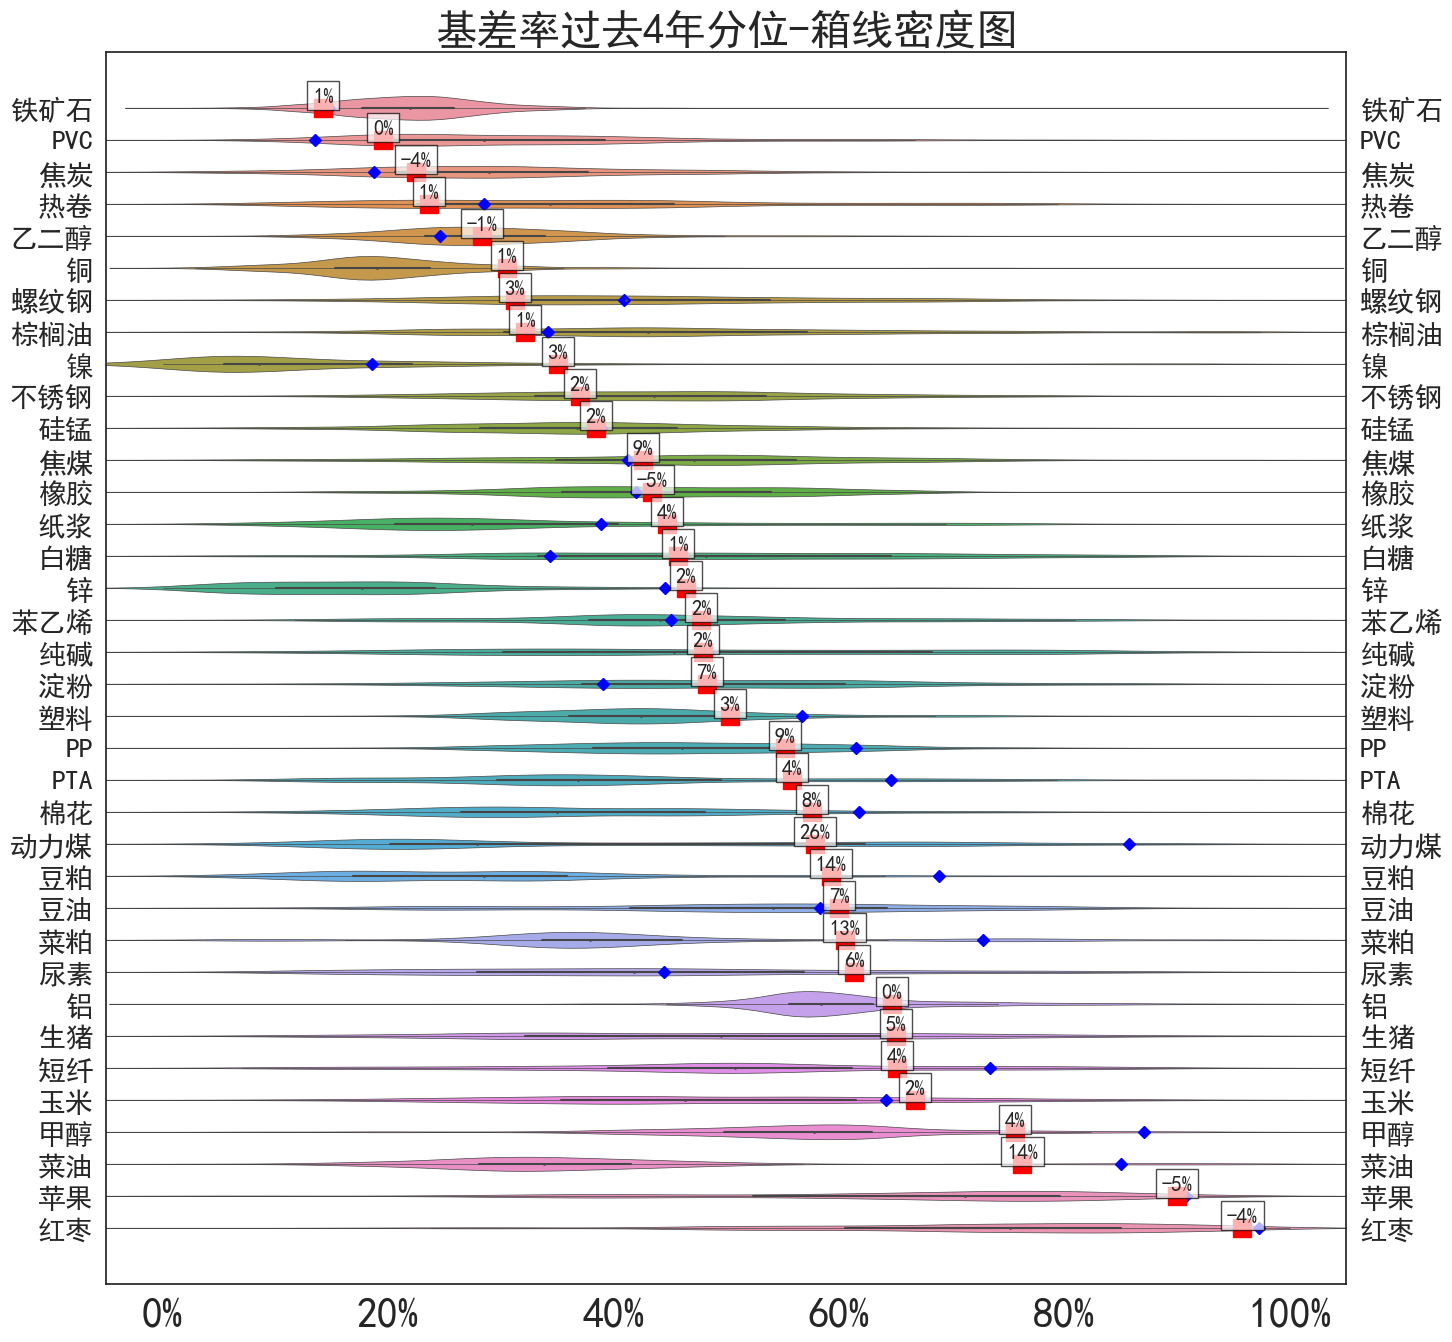 基差率过去4年分位-箱线密度图
铁矿石 1% 铁矿石
PVC 0% PVC
焦炭 -4% 焦炭
热卷 1% 热卷
乙二醇 -1% 乙二醇
铜 1% 铜
螺纹钢 3% 螺纹钢
棕榈油 1% 棕榈油
镍 3% 镍
不锈钢 2% 不锈钢
硅锰 2% 硅锰
焦煤 9% 焦煤
橡胶 -5% 橡胶
纸浆 4% 纸浆
白糖 1% 白糖
锌 2% 锌
苯乙烯 2% 苯乙烯
纯碱 2% 纯碱
淀粉 7% 淀粉
塑料 3% 塑料
PP 9% PP
PTA 4% PTA
棉花 8% 棉花
动力煤 26% 动力煤
豆粕 14% 豆粕
豆油 7% 豆油
菜粕 13% 菜粕
尿素 6% 尿素
铝 0% 铝
生猪 5% 生猪
短纤 4% 短纤
玉米 2% 玉米
甲醇 4% 甲醇
菜油 14% 菜油
苹果 -5% 苹果
红枣 -4% 红枣
0% 20% 40% 60% 80% 100%